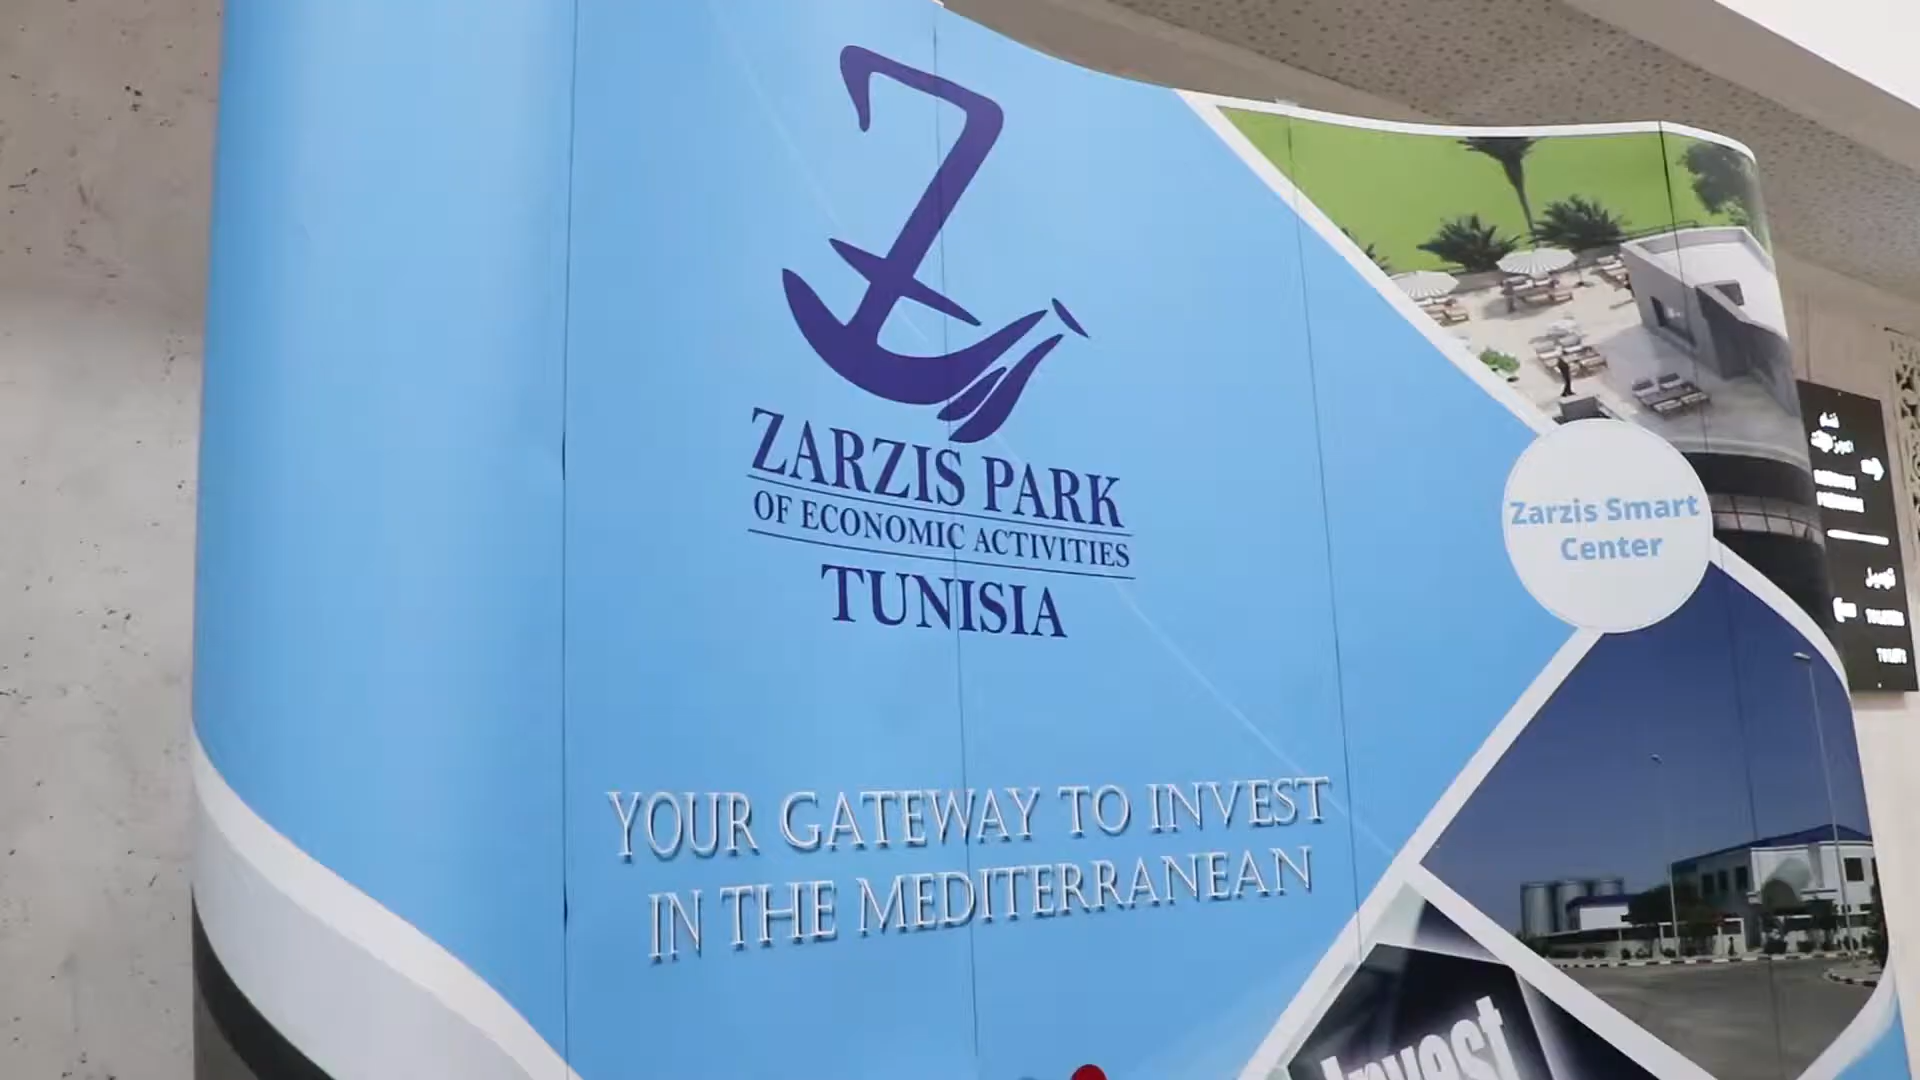 ZARZIS PARK
OF ECONOMIC ACTIVITIES
TUNISIA
YOUR GATEWAY TO INVEST
IN THE MEDITERRANEAN
Zarzis Smart
Center
Invest